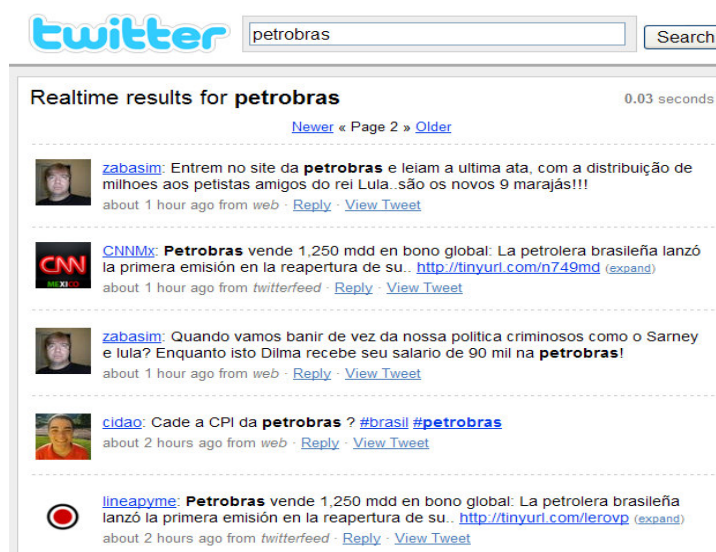 twitter petrobras Search
Realtime results for petrobras 0.03 seconds
Newer « Page 2 » Older
zabasim: Entrem no site da petrobras e leiam a ultima ata, com a distribuição de
milhoes aos petistas amigos do rei Lula..são os novos 9 marajás!!!
about 1 hour ago from web · Reply · View Tweet
CNN
MEXICO
CNNMx: Petrobras vende 1,250 mdd en bono global: La petrolera brasileña lanzó
la primera emisión en la reapertura de su.. http://tinyurl.com/n749md (expand)
about 1 hour ago from twitterfeed · Reply · View Tweet
zabasim: Quando vamos banir de vez da nossa politica criminosos como o Sarney
e lula? Enquanto isto Dilma recebe seu salario de 90 mil na petrobras!
about 1 hour ago from web · Reply · View Tweet
cidao: Cade a CPI da petrobras ? #brasil #petrobras
about 2 hours ago from web · Reply · View Tweet
lineapyme: Petrobras vende 1,250 mdd en bono global: La petrolera brasileña
lanzó la primera emisión en la reapertura de su.. http://tinyurl.com/lerovp (expand)
about 2 hours ago from twitterfeed · Reply · View Tweet